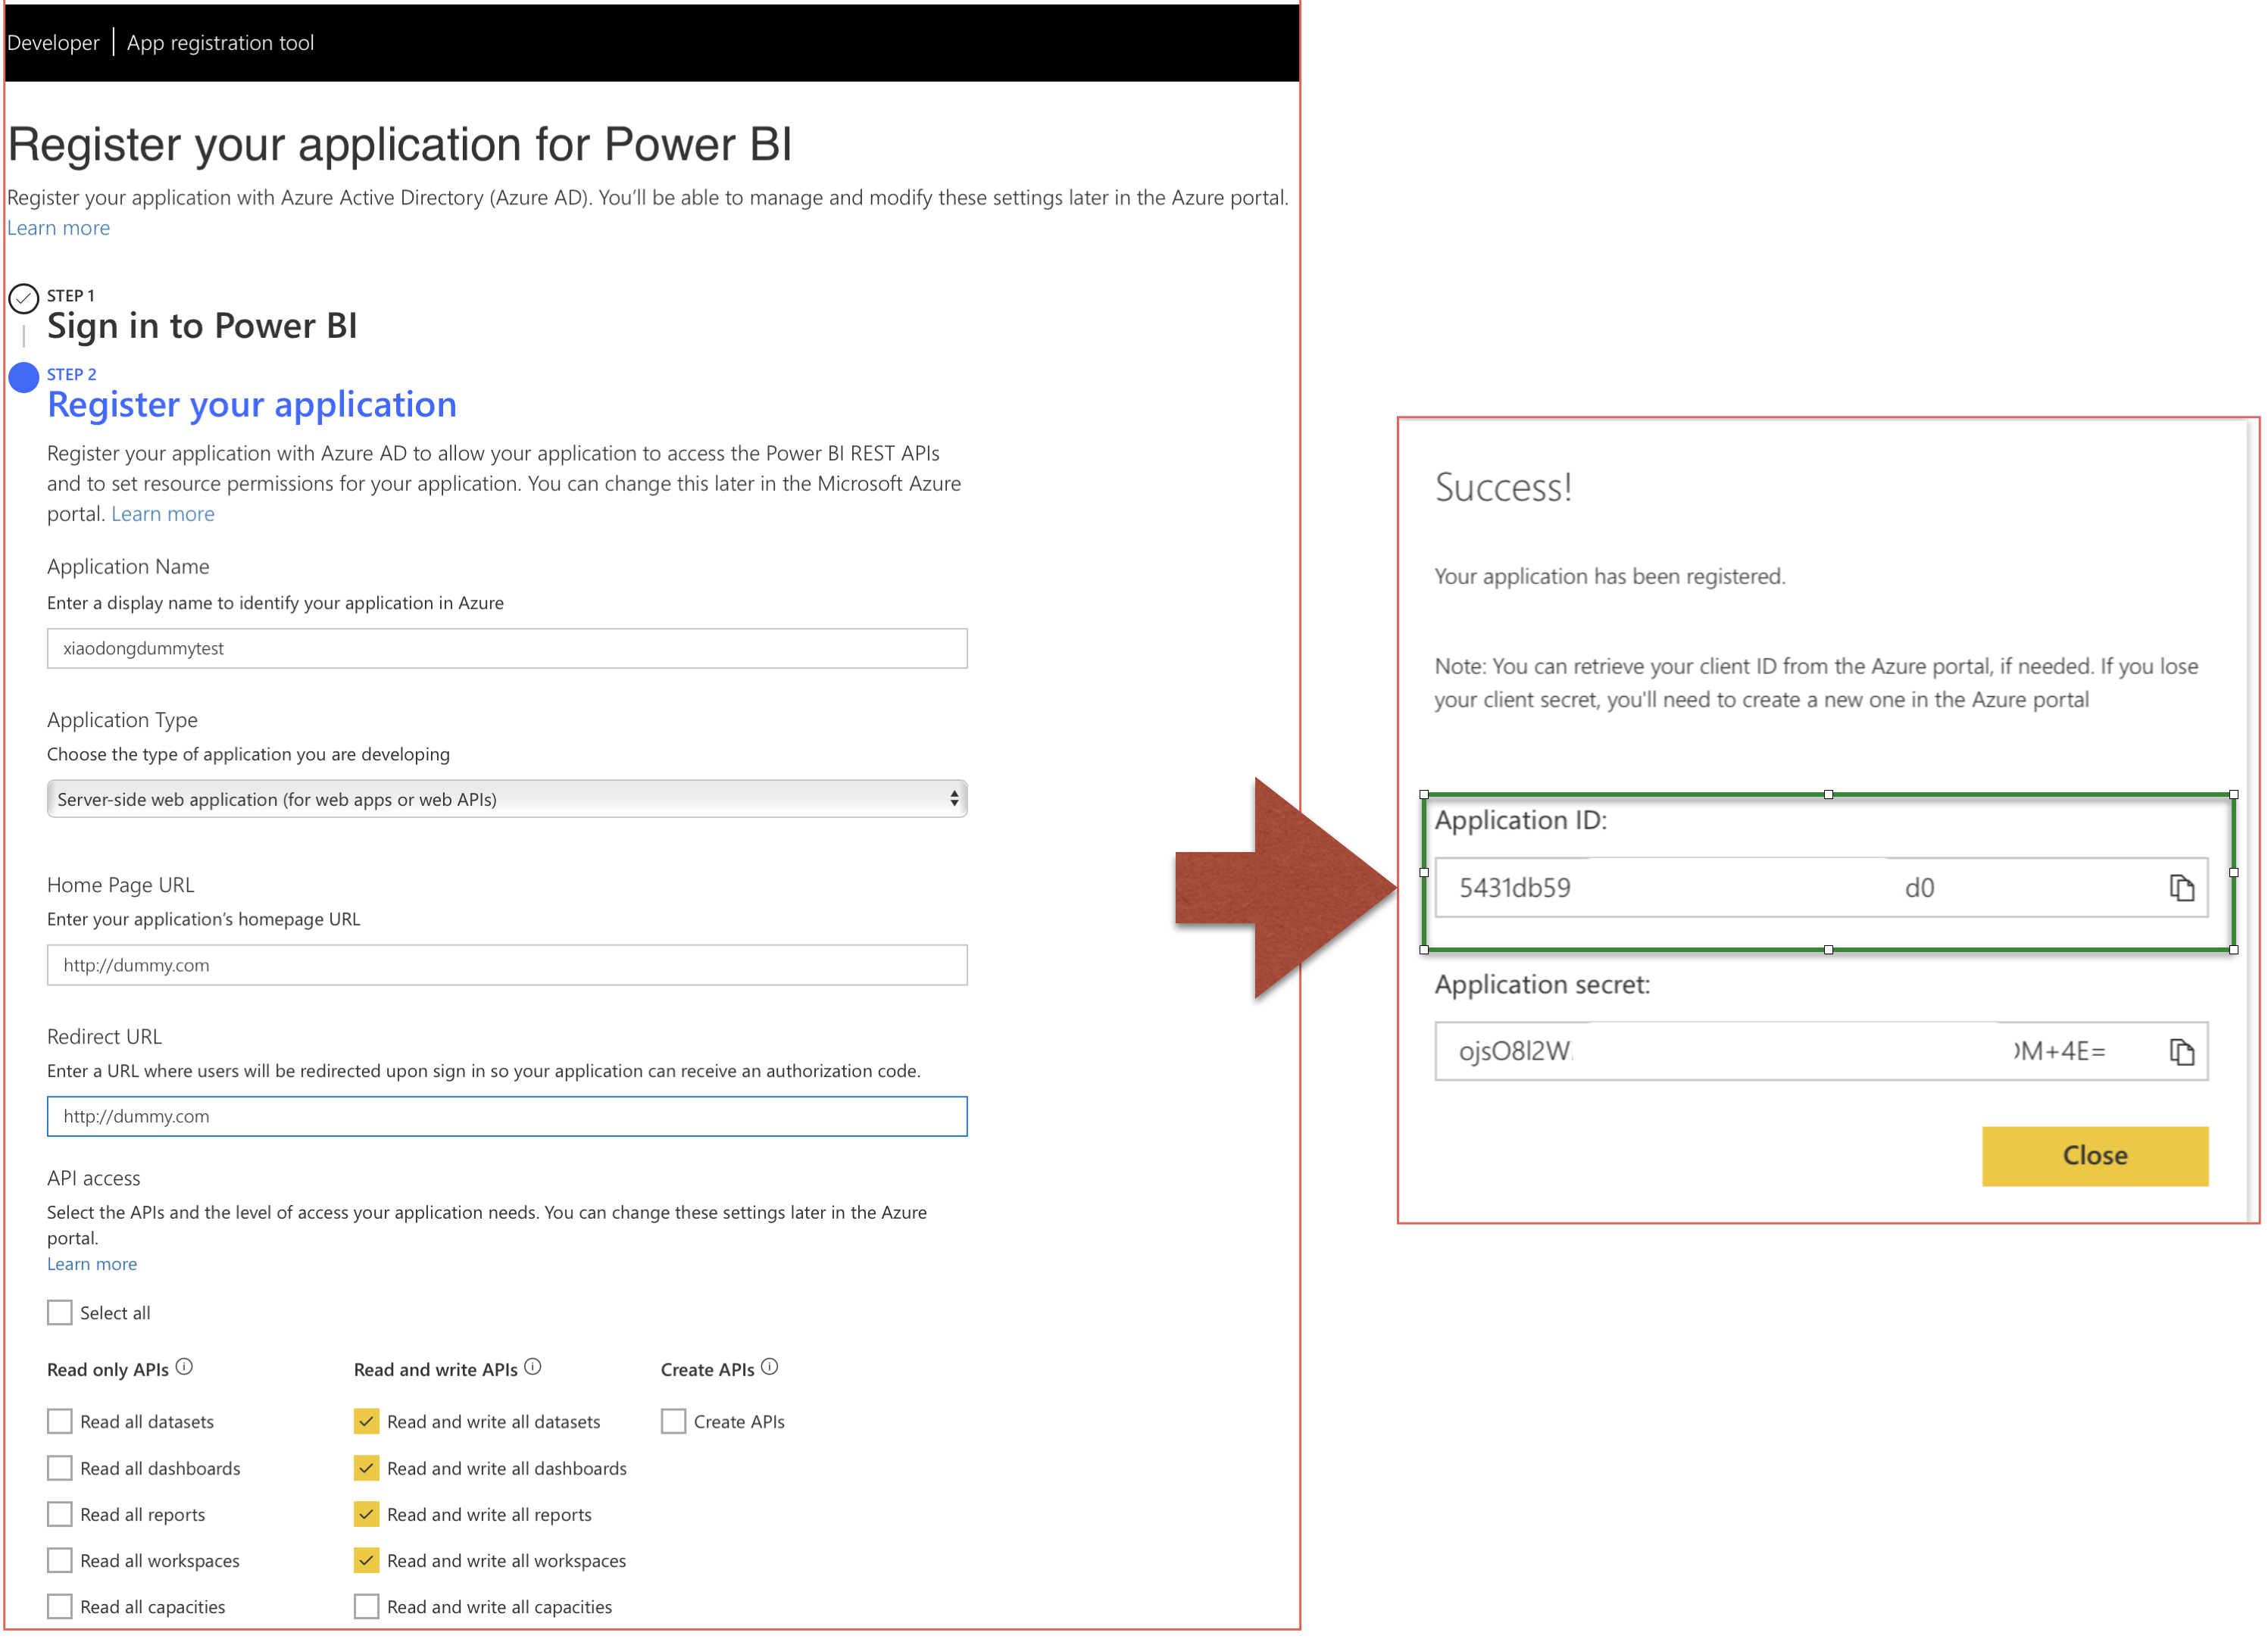 Developer | App registration tool
Register your application for Power BI
Register your application with Azure Active Directory (Azure AD). You’ll be able to manage and modify these settings later in the Azure portal.
Learn more
STEP 1
Sign in to Power BI
STEP 2
Register your application
Register your application with Azure AD to allow your application to access the Power BI REST APIs
and to set resource permissions for your application. You can change this later in the Microsoft Azure
portal. Learn more
Application Name
Enter a display name to identify your application in Azure
xiaodongdummytest
Application Type
Choose the type of application you are developing
Server-side web application (for web apps or web APIs)
Home Page URL
Enter your application’s homepage URL
http://dummy.com
Redirect URL
Enter a URL where users will be redirected upon sign in so your application can receive an authorization code.
http://dummy.com
API access
Select the APIs and the level of access your application needs. You can change these settings later in the Azure
portal.
Learn more
Select all
Read only APIs
Read all datasets
Read all dashboards
Read all reports
Read all workspaces
Read all capacities
Read and write APIs
Read and write all datasets
Read and write all dashboards
Read and write all reports
Read and write all workspaces
Read and write all capacities
Create APIs
Create APIs
Success!
Your application has been registered.
Note: You can retrieve your client ID from the Azure portal, if needed. If you lose
your client secret, you'll need to create a new one in the Azure portal
Application ID:
5431db59 d0
Application secret:
ojsO8l2W M+4E=
Close